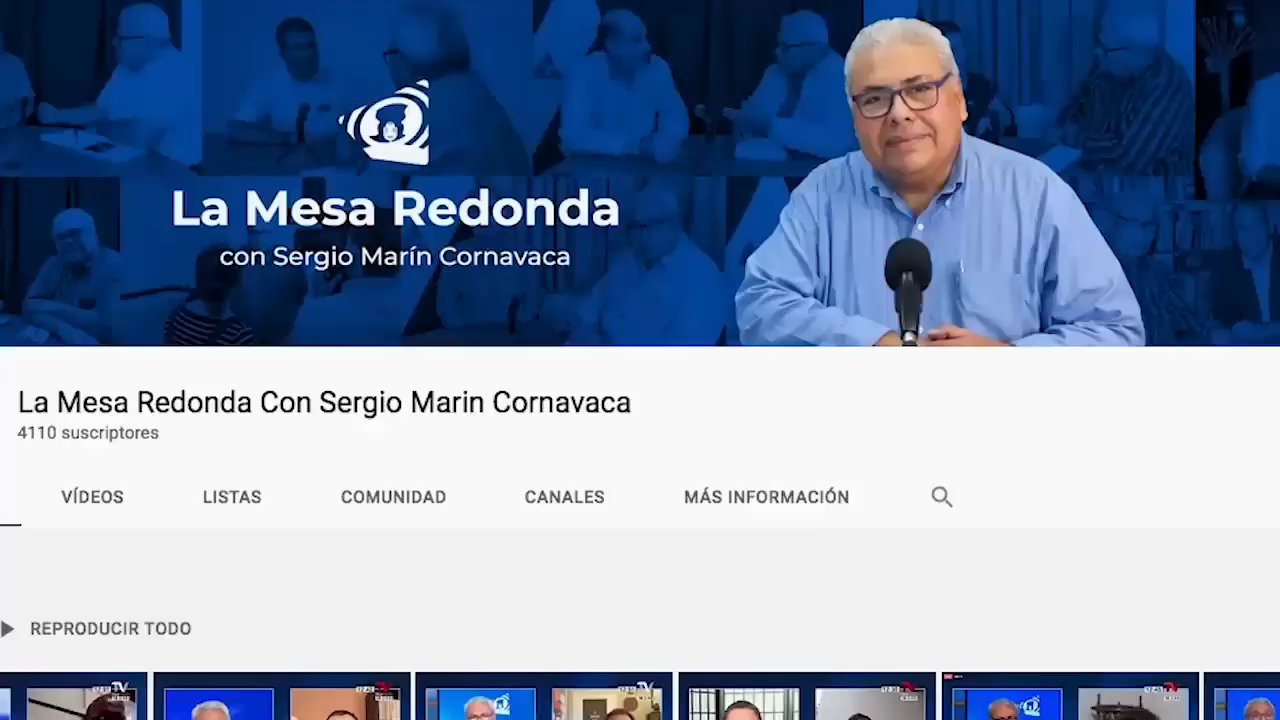 La Mesa Redonda
con Sergio Marín Cornavaca
La Mesa Redonda Con Sergio Marin Cornavaca
4110 suscriptores
VÍDEOS LISTAS COMUNIDAD CANALES MÁS INFORMACIÓN
REPRODUCIR TODO